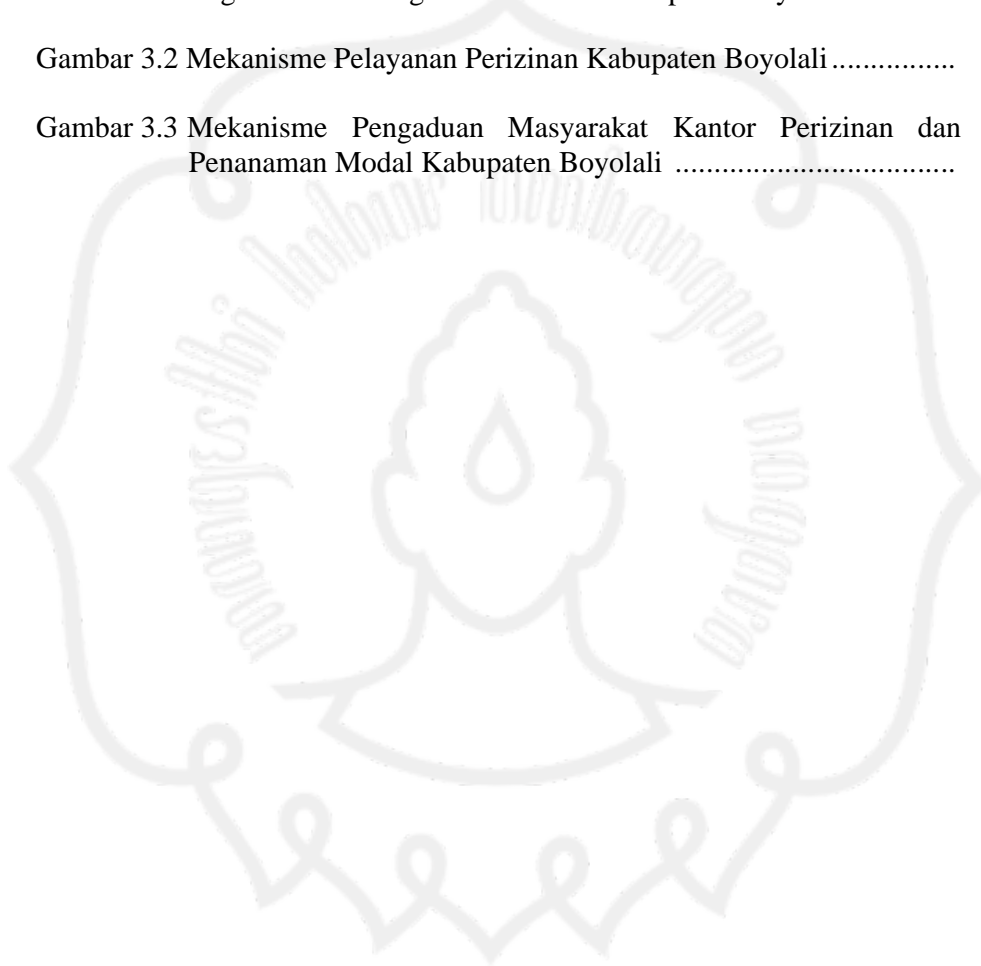 Gambar 3.2 Mekanisme Pelayanan Perizinan Kabupaten Boyolali ................
Gambar 3.3 Mekanisme Pengaduan Masyarakat Kantor Perizinan dan
Penanaman Modal Kabupaten Boyolali ....................................